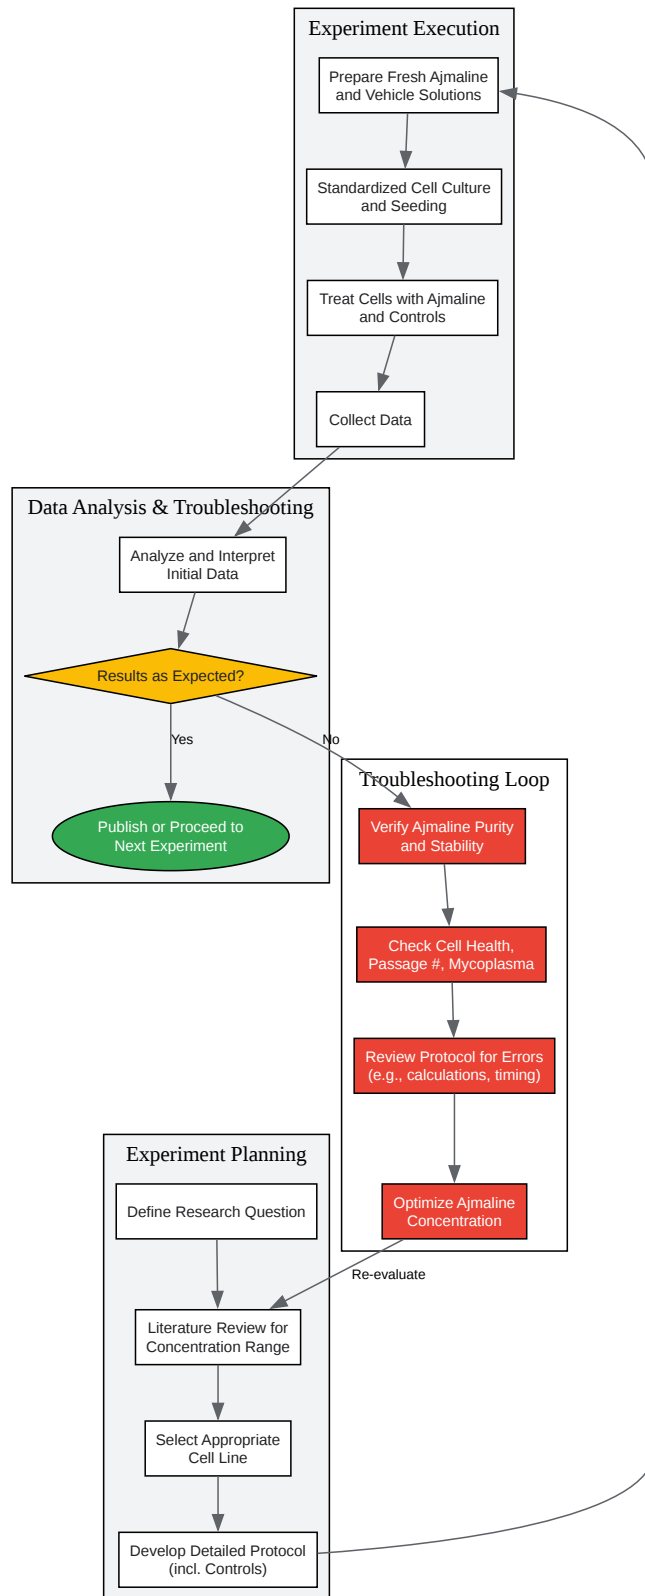 Experiment Execution
Prepare Fresh Ajmaline
and Vehicle Solutions
Standardized Cell Culture
and Seeding
Treat Cells with Ajmaline
and Controls
Collect Data
Data Analysis & Troubleshooting
Analyze and Interpret
Initial Data
Results as Expected?
Yes
No
Publish or Proceed to
Next Experiment
Troubleshooting Loop
Verify Ajmaline Purity
and Stability
Check Cell Health,
Passage #, Mycoplasma
Review Protocol for Errors
(e.g., calculations, timing)
Optimize Ajmaline
Concentration
Re-evaluate
Experiment Planning
Define Research Question
Literature Review for
Concentration Range
Select Appropriate
Cell Line
Develop Detailed Protocol
(incl. Controls)